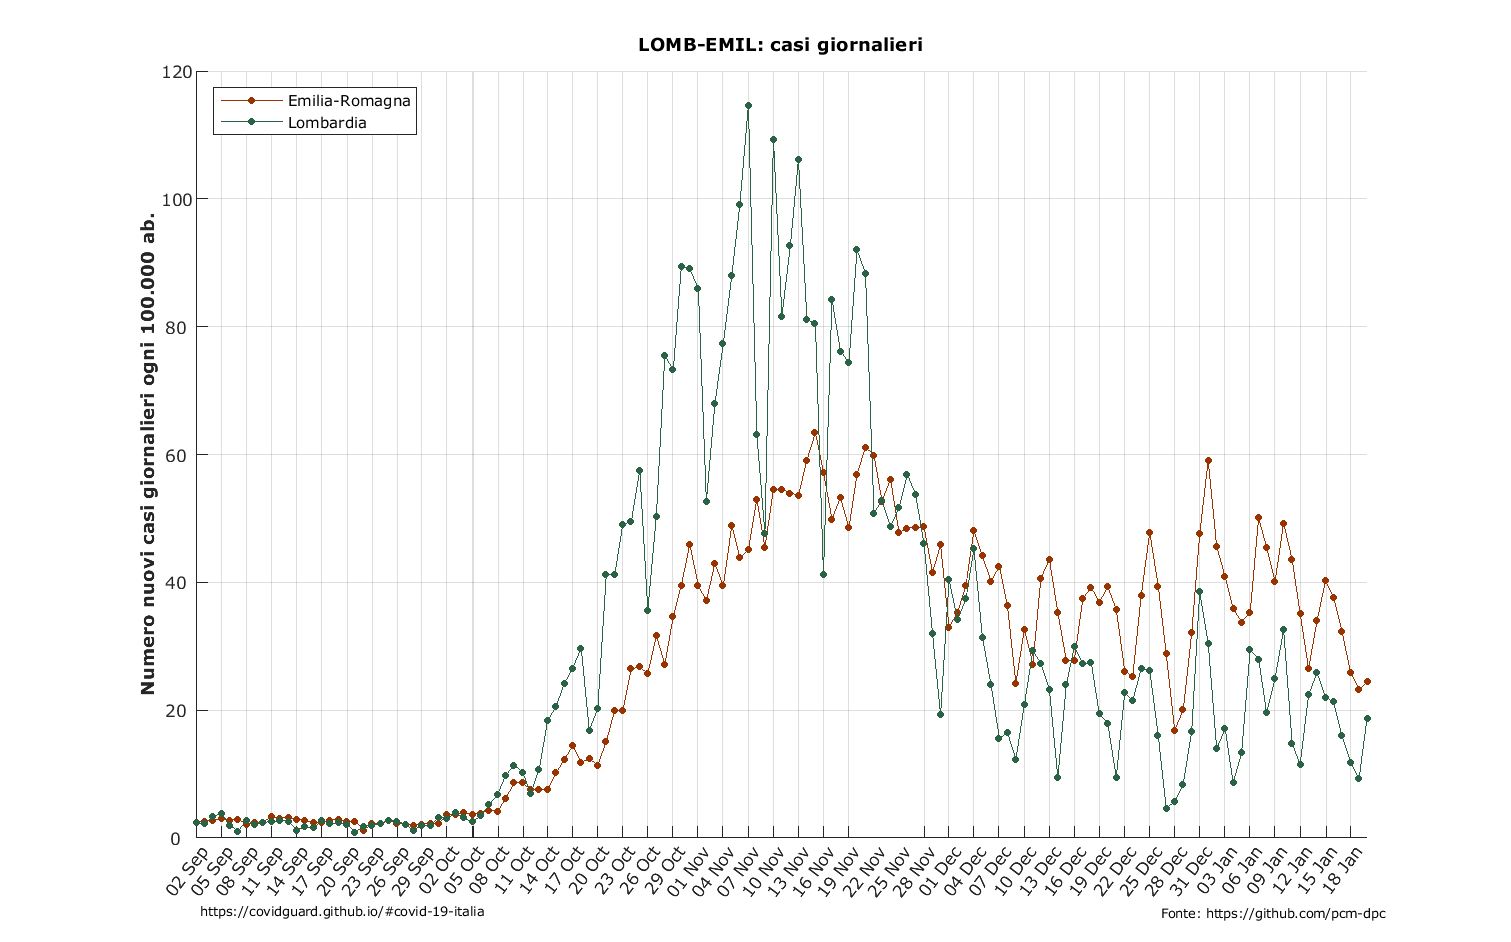 LOMB-EMIL: casi giornalieri
Numero nuovi casi giornalieri ogni 100.000 ab.
120
100
80
60
40
20
0
Emilia-Romagna
Lombardia
02 Sep
05 Sep
08 Sep
11 Sep
14 Sep
17 Sep
20 Sep
23 Sep
26 Sep
29 Sep
02 Oct
05 Oct
08 Oct
11 Oct
14 Oct
17 Oct
20 Oct
23 Oct
26 Oct
29 Oct
01 Nov
04 Nov
07 Nov
10 Nov
13 Nov
16 Nov
19 Nov
22 Nov
25 Nov
28 Nov
01 Dec
04 Dec
07 Dec
10 Dec
13 Dec
16 Dec
19 Dec
22 Dec
25 Dec
28 Dec
31 Dec
03 Jan
06 Jan
09 Jan
12 Jan
15 Jan
18 Jan
https://covidguard.github.io/#covid-19-italia
Fonte: https://github.com/pcm-dpc